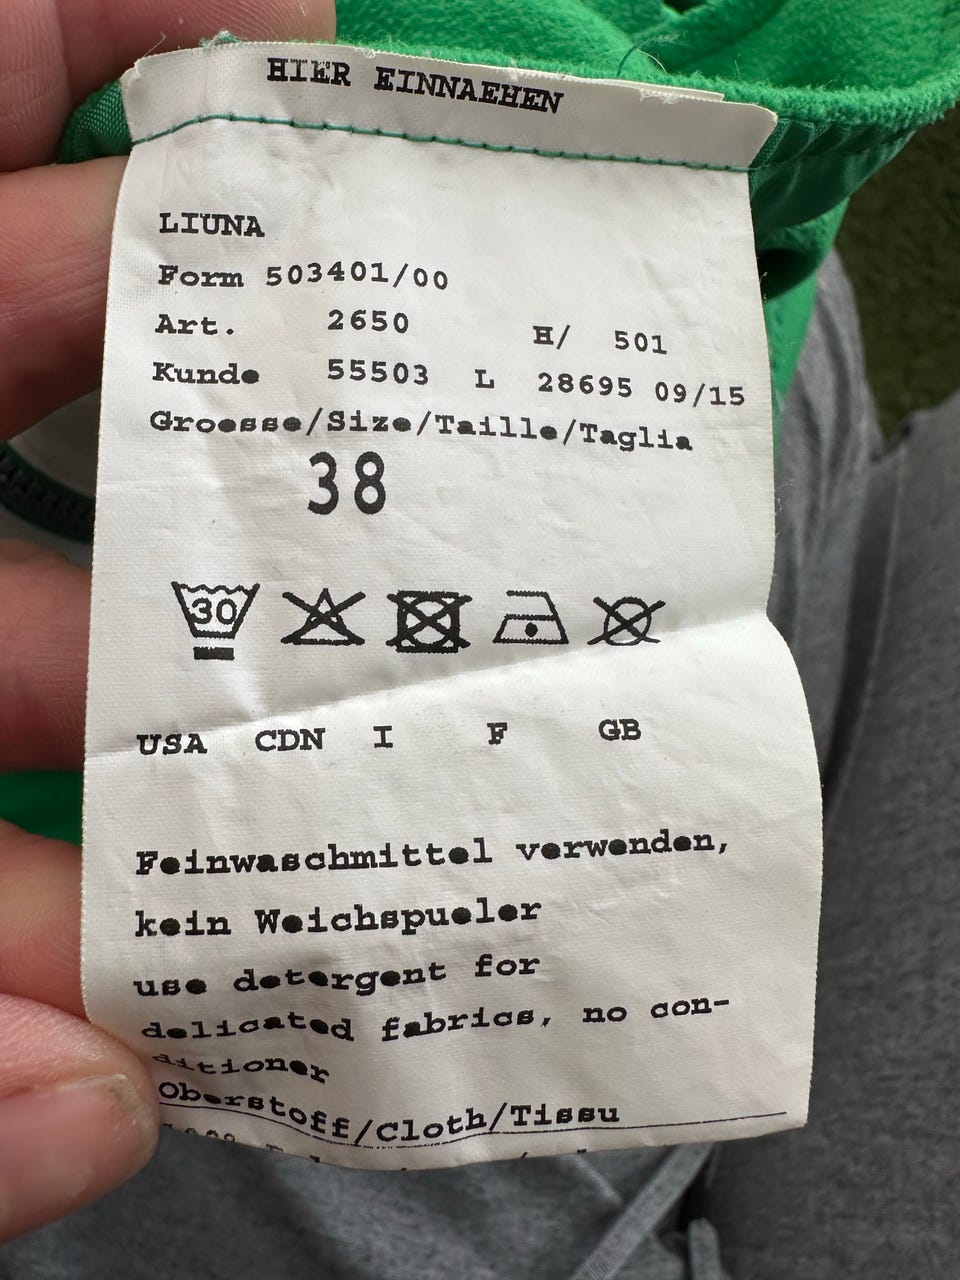 HIER EINNAEHEN
LIUNA
Form 503401/00
Art. 2650 H/ 501
Kunde 55503 L 28695 09/15
Groesse/Size/Taille/Taglia
38
30
USA CDN I F GB
Feinwaschmittel verwenden,
kein Weichspueler
use detergent for
delicated fabrics, no con-
ditioner
Oberstoff/Cloth/Tissu